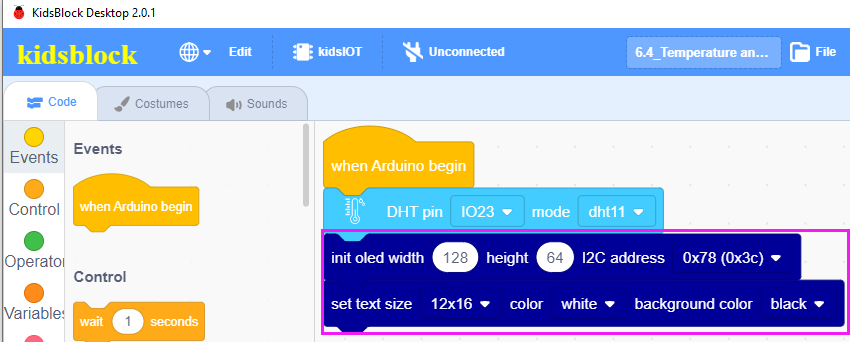 KidsBlock Desktop 2.0.1
kidsblock Edit kidsIOT Unconnected 6.4_Temperature an... File
Code Costumes Sounds
Events
Control
Operator
Variables
Events
when Arduino begin
Control
wait 1 seconds
when Arduino begin
DHT pin IO23 mode dht11
init oled width 128 height 64 I2C address 0x78 (0x3c)
set text size 12x16 color white background color black